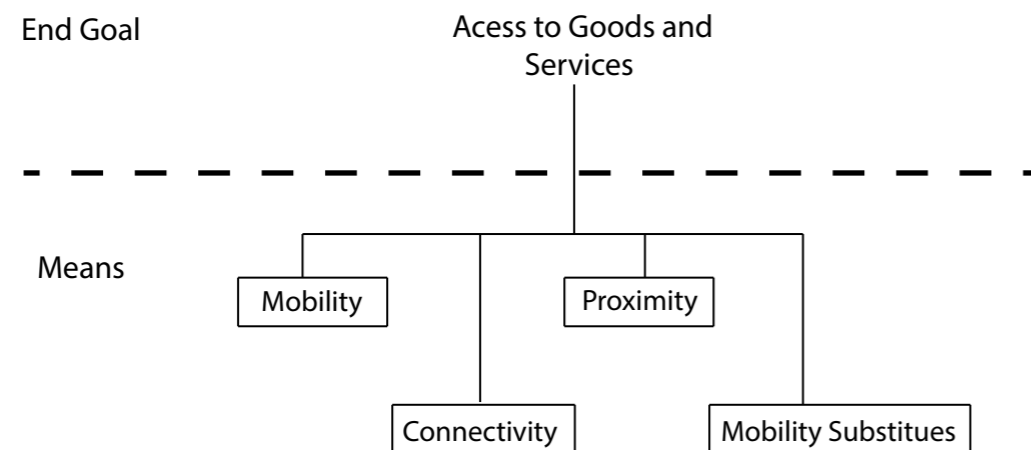 End Goal
Acess to Goods and
Services
Means
Mobility
Proximity
Connectivity
Mobility Substitues